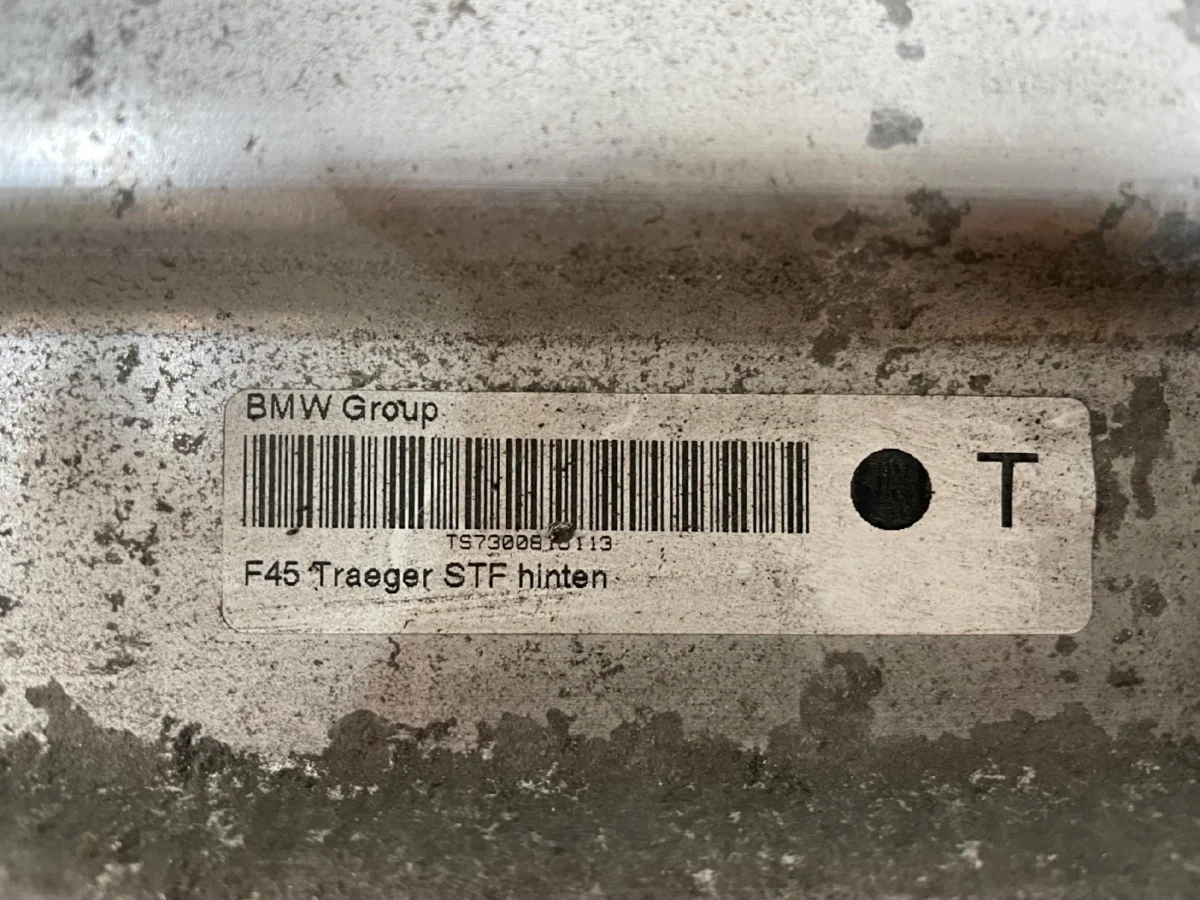 BMW Group
T
F45 Traeger STF hinten